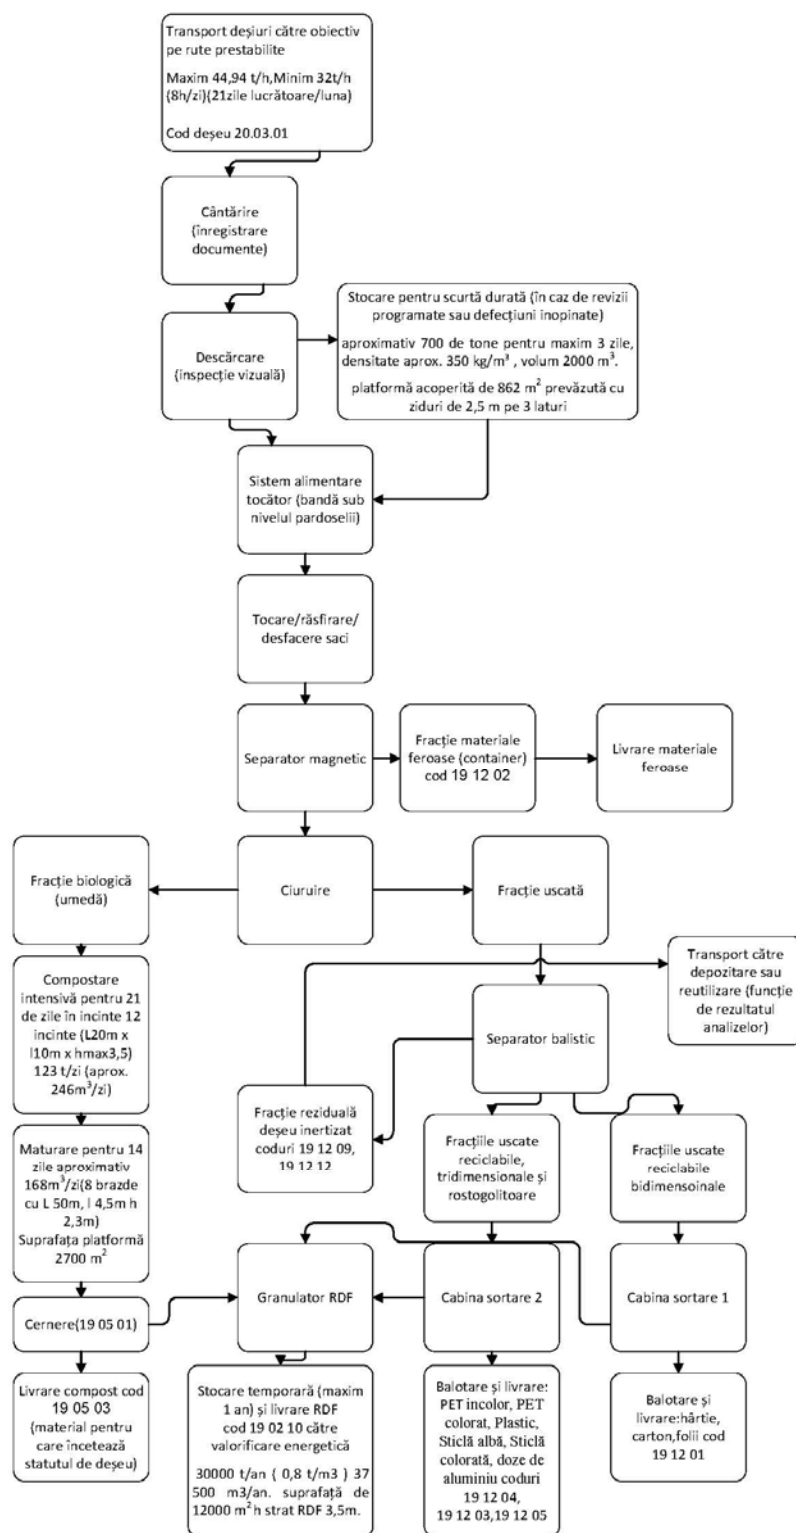 Transport deșiuri către obiectiv
pe rute prestabilite
Maxim 44,94 t/h,Minim 32t/h
(8h/zi)(21zile lucrătoare/luna)
Cod deșeu 20.03.01
Cântărire
(înregistrare
documente)
Stocare pentru scurtă durată (în caz de revizii
programate sau defecțiuni inopinate)
aproximativ 700 de tone pentru maxim 3 zile,
densitate aprox. 350 kg/m³ , volum 2000 m³.
platformă acoperită de 862 m² prevăzută cu
ziduri de 2,5 m pe 3 laturi
Descărcare
(inspecție vizuală)
Sistem alimentare
tocător (bandă sub
nivelul pardoselii)
Tocare/răsfirare/
desfacere saci
Separator magnetic
Fracție materiale
feroase (container)
cod 19 12 02
Livrare materiale
feroase
Fracție biologică
(umedă)
Ciuruire
Fracție uscată
Compostare
intensivă pentru 21
de zile în incinte 12
incinte (L20m x
l10m x hmax3,5)
123 t/zi (aprox.
246m³/zi)
Separator balistic
Transport către
depozitare sau
reutilizare (funcție
de rezultatul
analizelor)
Fracție reziduală
deșeu inertizat
coduri 19 12 09,
19 12 12
Fracțiile uscate
reciclabile,
tridimensionale și
rostogolitoare
Fracțiile uscate
reciclabile
bidimensoinale
Maturare pentru 14
zile aproximativ
168m³/zi(8 brazde
cu L 50m, l 4,5m h
2,3m)
Suprafața platformă
2700 m²
Cernere(19 05 01)
Granulator RDF
Cabina sortare 2
Cabina sortare 1
Livrare compost cod
19 05 03
(material pentru
care încetează
statutul de deșeu)
Stocare temporară (maxim
1 an) și livrare RDF
cod 19 02 10 către
valorificare energetică
30000 t/an ( 0,8 t/m3 ) 37
500 m3/an. suprafață de
12000 m² h strat RDF 3,5m.
Balotare și livrare:
PET incolor, PET
colorat, Plastic,
Sticlă albă, Sticlă
colorată, doze de
aluminiu coduri
19 12 04,
19 12 03,19 12 05
Balotare și
livrare:hârtie,
carton,folii cod
19 12 01